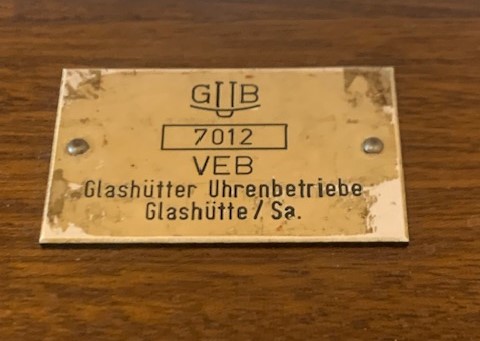 GUB
7012
VEB
Glashütter Uhrenbetriebe
Glashütte / Sa.